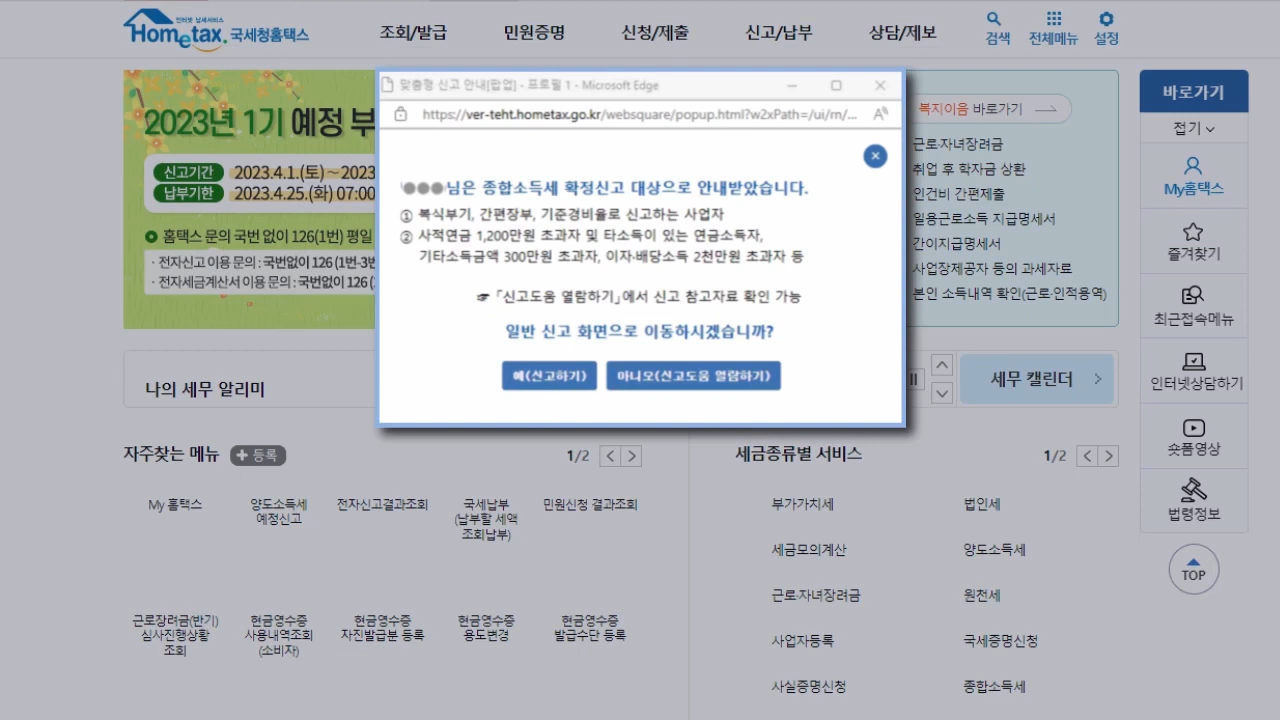 인터넷 납세서비스
Hometax. 국세청홈택스
조회/발급
민원증명
신청/제출
신고/납부
상담/제보
검색
전체메뉴
설정
2023년 1기 예정 부
신고기간 2023.4.1.(토)~2023
납부기한 2023.4.25.(화) 07:00
홈택스 문의 국번 없이 126(1번) 평일
· 전자신고 이용 문의 : 국번없이 126 (1번-3번
· 전자세금계산서 이용 문의 : 국번없이 126 (
맞춤형 신고 안내[팝업] - 프로필 1 - Microsoft Edge
https://ver-teht.hometax.go.kr/websquare/popup.html?w2xPath=/ui/rn/...
●●●님은 종합소득세 확정신고 대상으로 안내받았습니다.
① 복식부기, 간편장부, 기준경비율로 신고하는 사업자
② 사적연금 1,200만원 초과자 및 타소득이 있는 연금소득자,
기타소득금액 300만원 초과자, 이자·배당소득 2천만원 초과자 등
☞ 「신고도움 열람하기」에서 신고 참고자료 확인 가능
일반 신고 화면으로 이동하시겠습니까?
예(신고하기)
아니오(신고도움 열람하기)
복지이음 바로가기
근로·자녀장려금
취업 후 학자금 상환
인건비 간편제출
일용근로소득 지급명세서
간이지급명세서
사업장제공자 등의 과세자료
본인 소득내역 확인(근로·인적용역)
바로가기
접기
My홈택스
즐겨찾기
최근접속메뉴
인터넷상담하기
숏폼영상
법령정보
TOP
나의 세무 알리미
세무 캘린더
자주찾는 메뉴
+ 등록
1/2
My 홈택스
양도소득세
예정신고
전자신고결과조회
국세납부
(납부할 세액
조회납부)
민원신청 결과조회
근로장려금(반기)
심사진행상황
조회
현금영수증
사용내역조회
(소비자)
현금영수증
자진발급분 등록
현금영수증
용도변경
현금영수증
발급수단 등록
세금종류별 서비스
1/2
부가가치세
법인세
세금모의계산
양도소득세
근로·자녀장려금
원천세
사업자등록
국세증명신청
사실증명신청
종합소득세